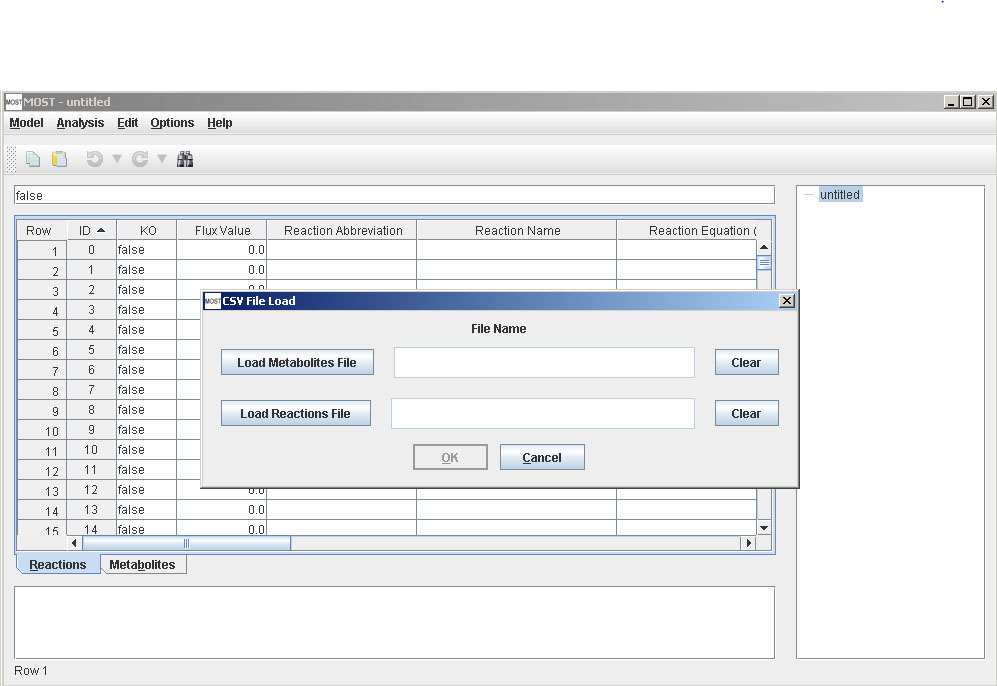 MOST MOST - untitled
Model Analysis Edit Options Help
false
untitled
Row ID KO Flux Value Reaction Abbreviation Reaction Name Reaction Equation (
1 0 false 0.0
2 1 false 0.0
3 2 false 0.0
4 3 false
5 4 false
6 5 false
7 6 false
8 7 false
9 8 false
10 9 false
11 10 false
12 11 false
13 12 false 0.0
14 13 false 0.0
15 14 false 0.0
MOST CSV File Load
File Name
Load Metabolites File Clear
Load Reactions File Clear
OK Cancel
Reactions Metabolites
Row 1